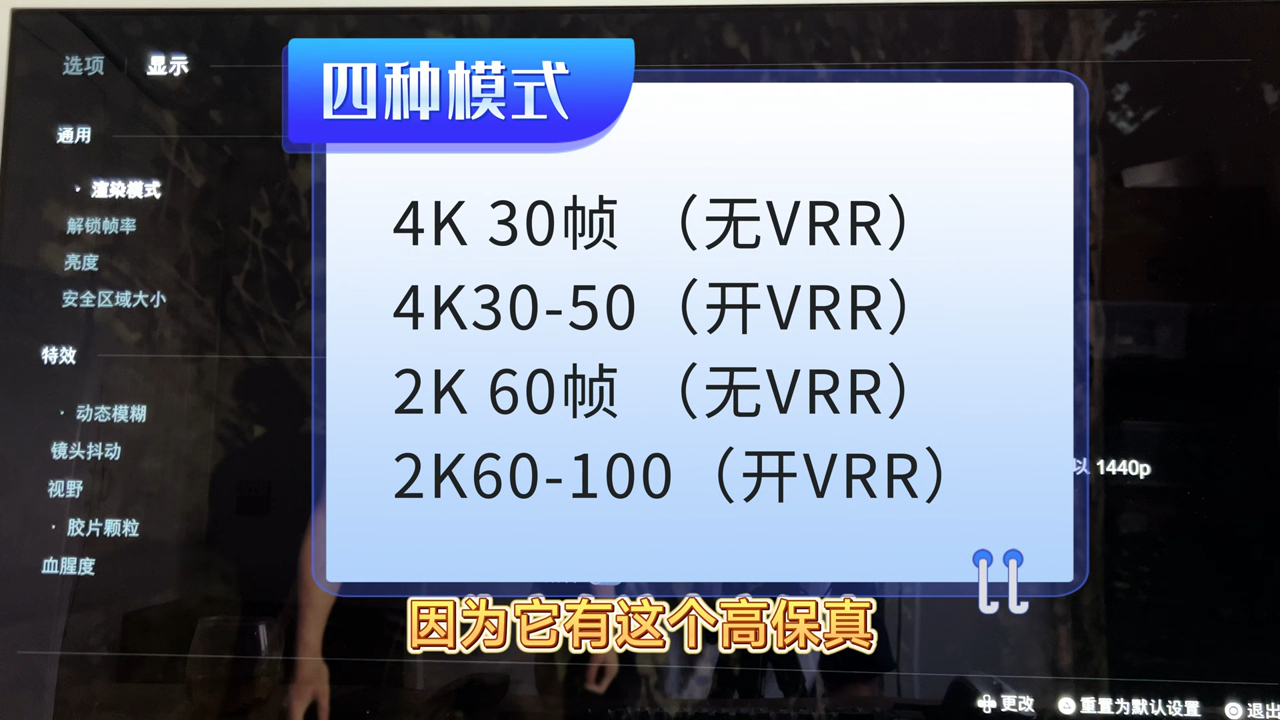 选项
显示
四种模式
通用
渲染模式
解锁帧率
亮度
安全区域大小
特效
动态模糊
镜头抖动
视野
胶片颗粒
血腥度
4K 30帧 （无VRR）
4K30-50（开VRR）
2K 60帧 （无VRR）
2K60-100（开VRR）
以 1440p
因为它有这个高保真
更改
重置为默认设置
退出